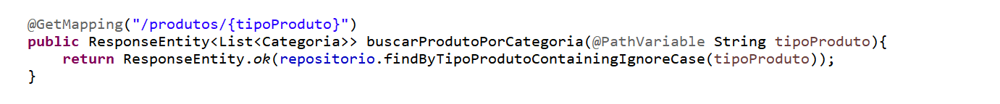 @GetMapping("/produtos/{tipoProduto}")
public ResponseEntity<List<Categoria>> buscarProdutoPorCategoria(@PathVariable String tipoProduto){
    return ResponseEntity.ok(repositorio.findByTipoProdutoContainingIgnoreCase(tipoProduto));
}